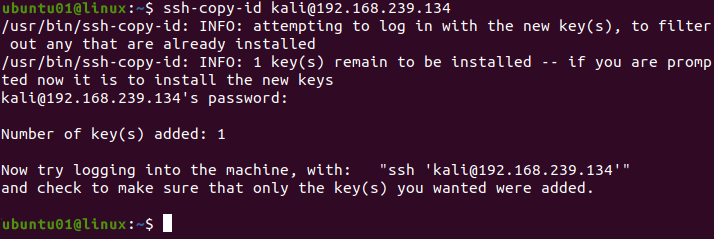 ubuntu01@linux:~$ ssh-copy-id kali@192.168.239.134
/usr/bin/ssh-copy-id: INFO: attempting to log in with the new key(s), to filter
 out any that are already installed
/usr/bin/ssh-copy-id: INFO: 1 key(s) remain to be installed -- if you are promp
ted now it is to install the new keys
kali@192.168.239.134's password:

Number of key(s) added: 1

Now try logging into the machine, with:   "ssh 'kali@192.168.239.134'"
and check to make sure that only the key(s) you wanted were added.

ubuntu01@linux:~$